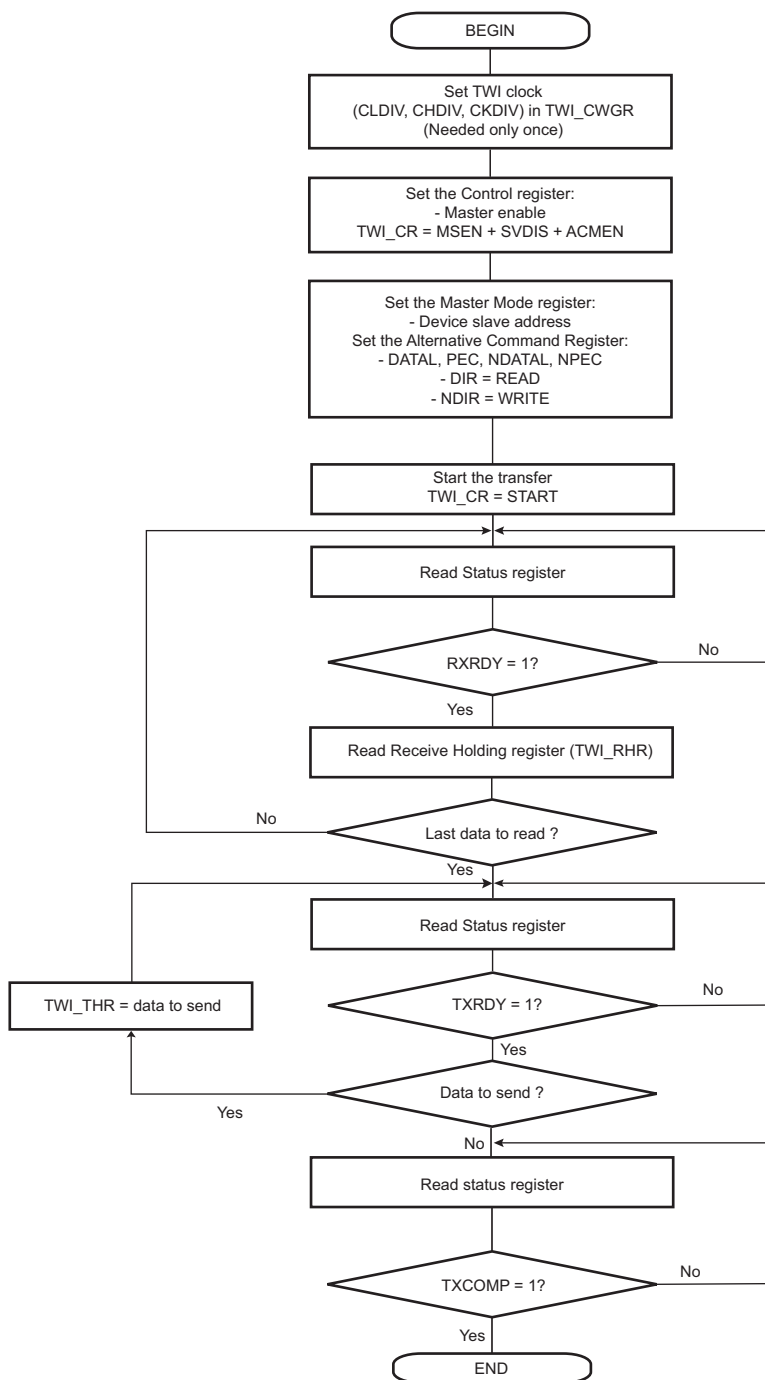 BEGIN
Set TWI clock
(CLDIV, CHDIV, CKDIV) in TWI_CWGR
(Needed only once)
Set the Control register:
- Master enable
TWI_CR = MSEN + SVDIS + ACMEN
Set the Master Mode register:
- Device slave address
Set the Alternative Command Register:
- DATAL, PEC, NDATAL, NPEC
- DIR = READ
- NDIR = WRITE
Start the transfer
TWI_CR = START
Read Status register
RXRDY = 1?
No
Yes
Read Receive Holding register (TWI_RHR)
No
Last data to read ?
Yes
Read Status register
TWI_THR = data to send
TXRDY = 1?
No
Yes
Data to send ?
Yes
No
Read status register
TXCOMP = 1?
No
Yes
END